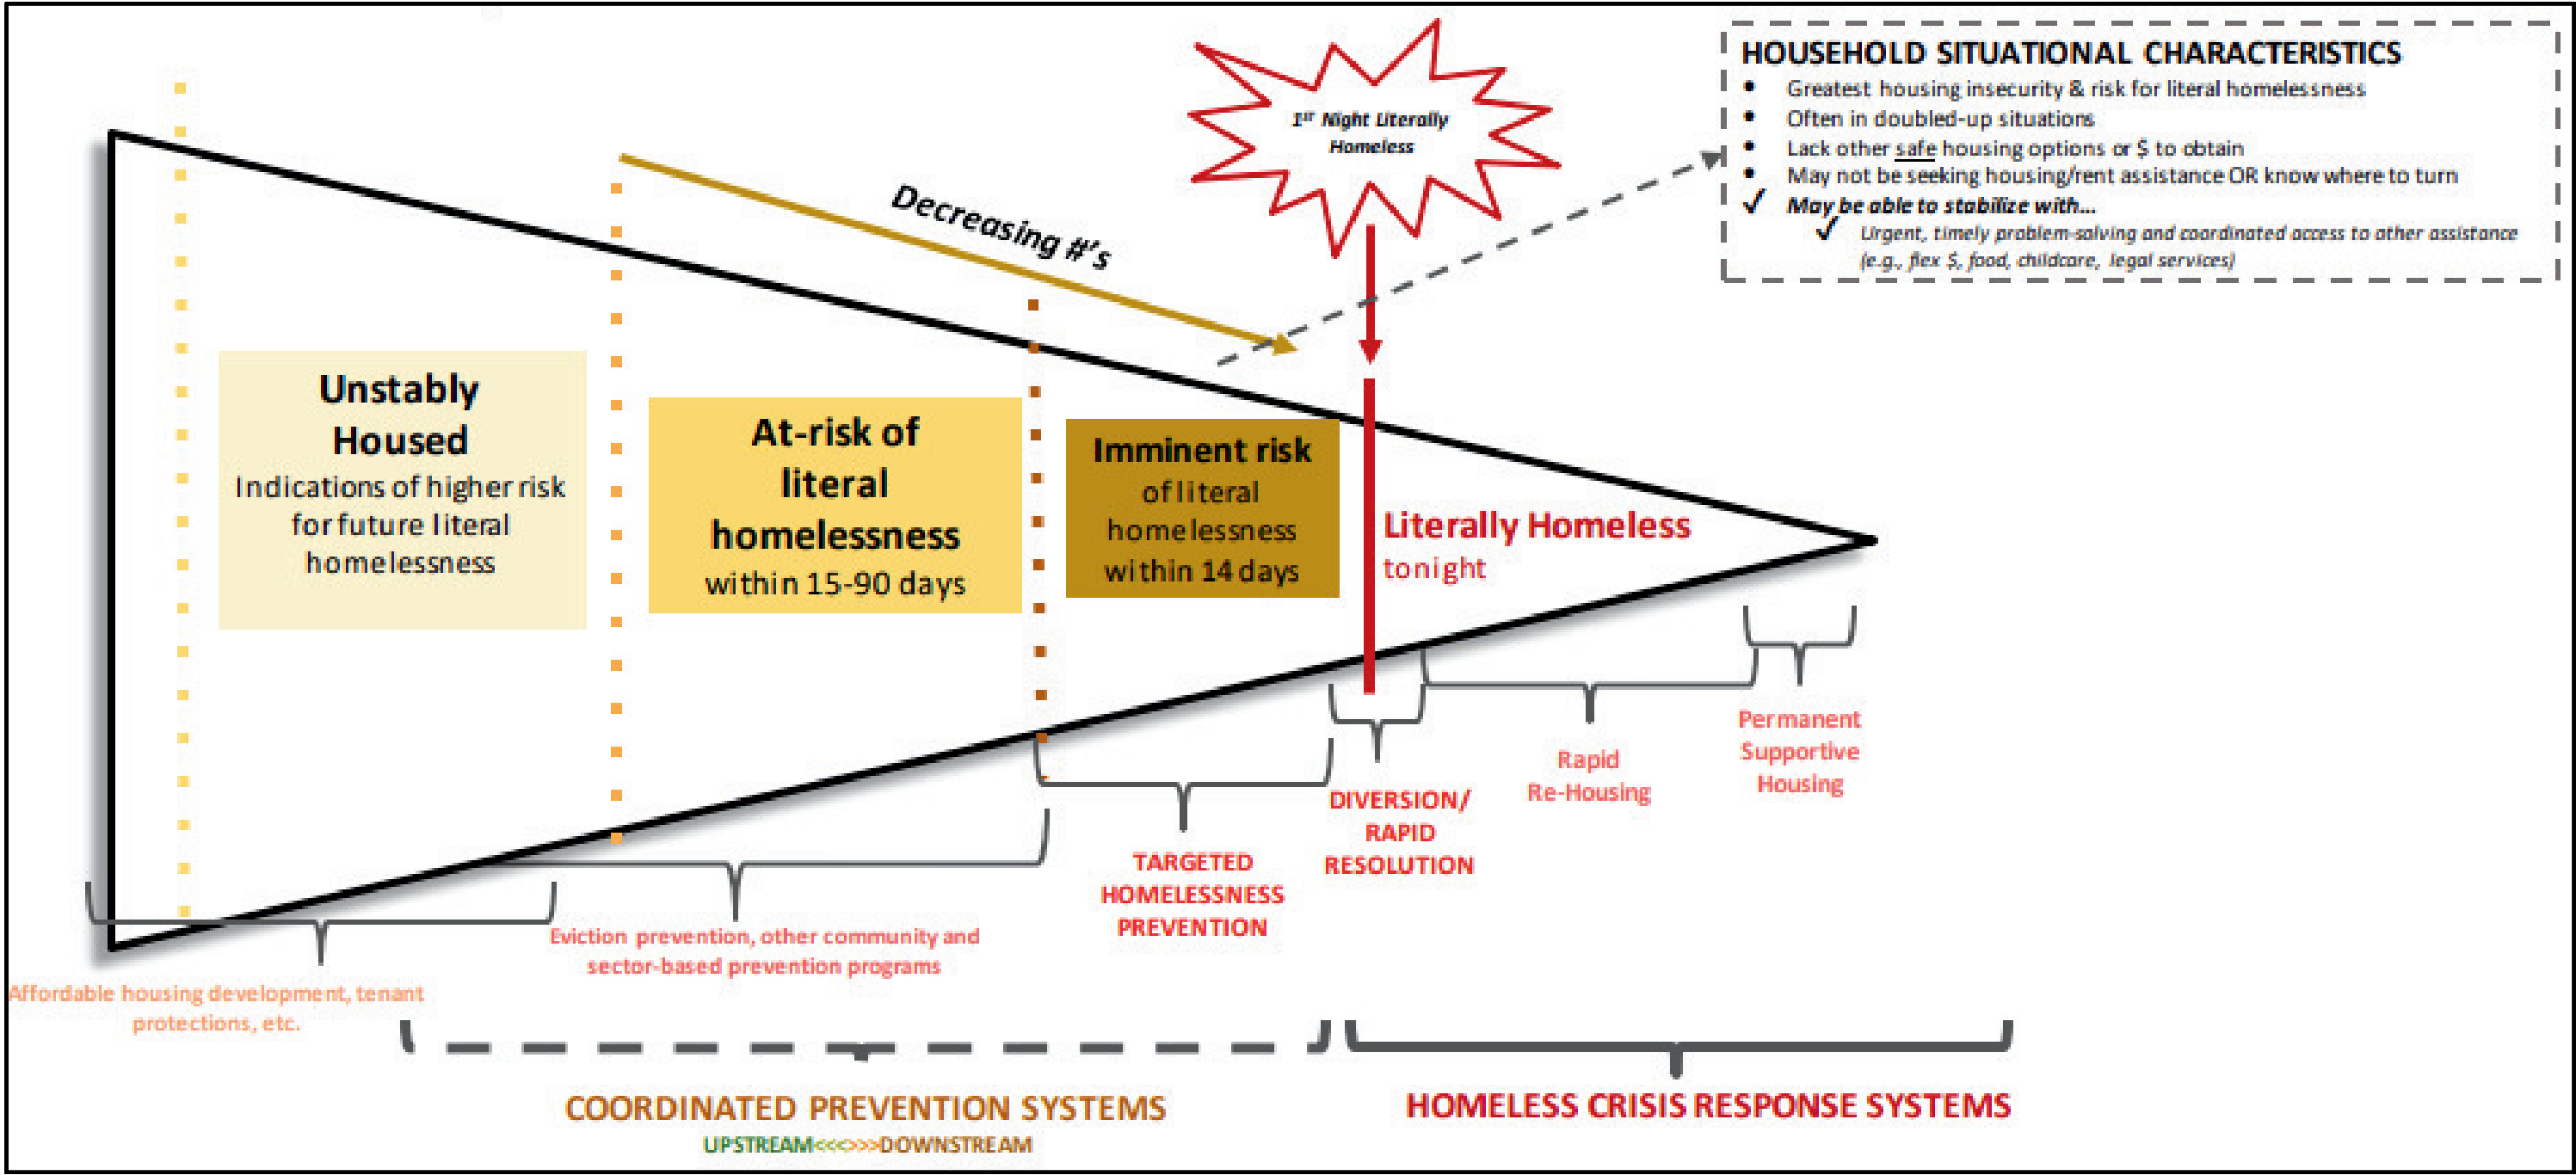 HOUSEHOLD SITUATIONAL CHARACTERISTICS
• Greatest housing insecurity & risk for literal homelessness
• Often in doubled-up situations
• Lack other safe housing options or $ to obtain
• May not be seeking housing/rent assistance OR know where to turn
✓ May be able to stabilize with...
✓ Urgent, timely problem-solving and coordinated access to other assistance
(e.g., flex $, food, childcare, legal services)
1ST Night Literally
Homeless
Decreasing #'s
Unstably
Housed
Indications of higher risk
for future literal
homelessness
At-risk of
literal
homelessness
within 15-90 days
Imminent risk
of literal
homelessness
within 14 days
Literally Homeless
tonight
Affordable housing development, tenant
protections, etc.
Eviction prevention, other community and
sector-based prevention programs
TARGETED
HOMELESSNESS
PREVENTION
DIVERSION/
RAPID
RESOLUTION
Rapid
Re-Housing
Permanent
Supportive
Housing
COORDINATED PREVENTION SYSTEMS
UPSTREAM<<<>>>DOWNSTREAM
HOMELESS CRISIS RESPONSE SYSTEMS